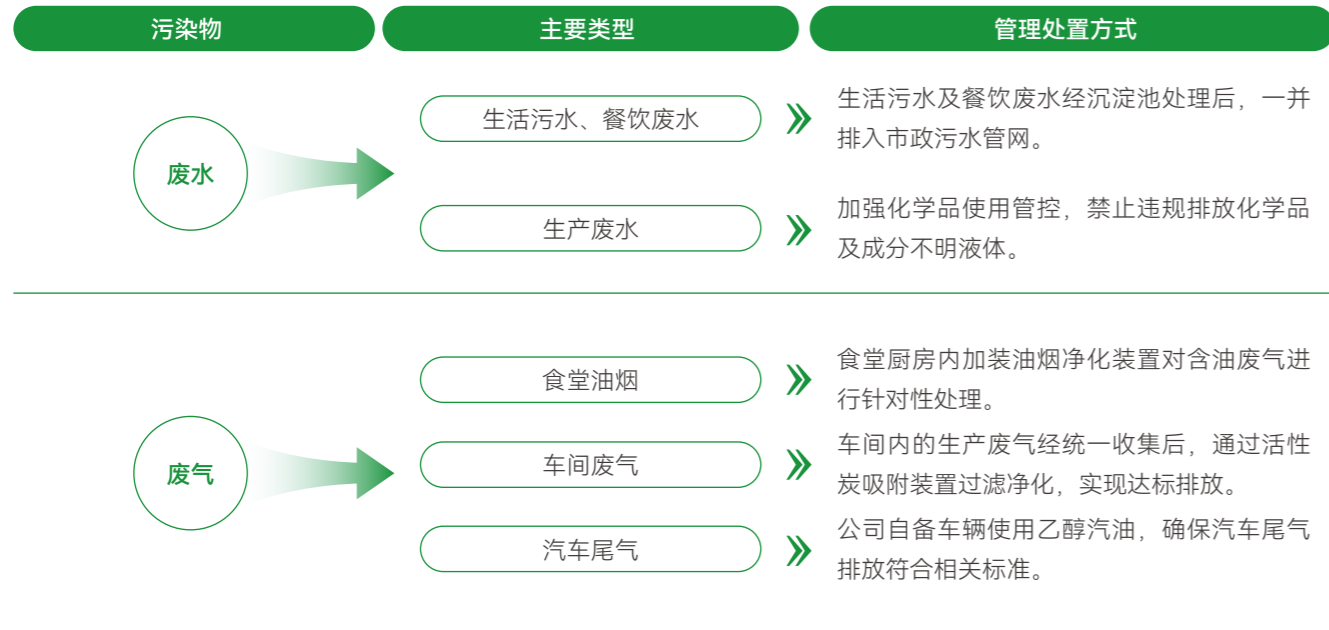 污染物
主要类型
管理处置方式
废水
生活污水、餐饮废水
生活污水及餐饮废水经沉淀池处理后，一并
排入市政污水管网。
生产废水
加强化学品使用管控，禁止违规排放化学品
及成分不明液体。
废气
食堂油烟
食堂厨房内加装油烟净化装置对含油废气进
行针对性处理。
车间废气
车间内的生产废气经统一收集后，通过活性
炭吸附装置过滤净化，实现达标排放。
汽车尾气
公司自备车辆使用乙醇汽油，确保汽车尾气
排放符合相关标准。